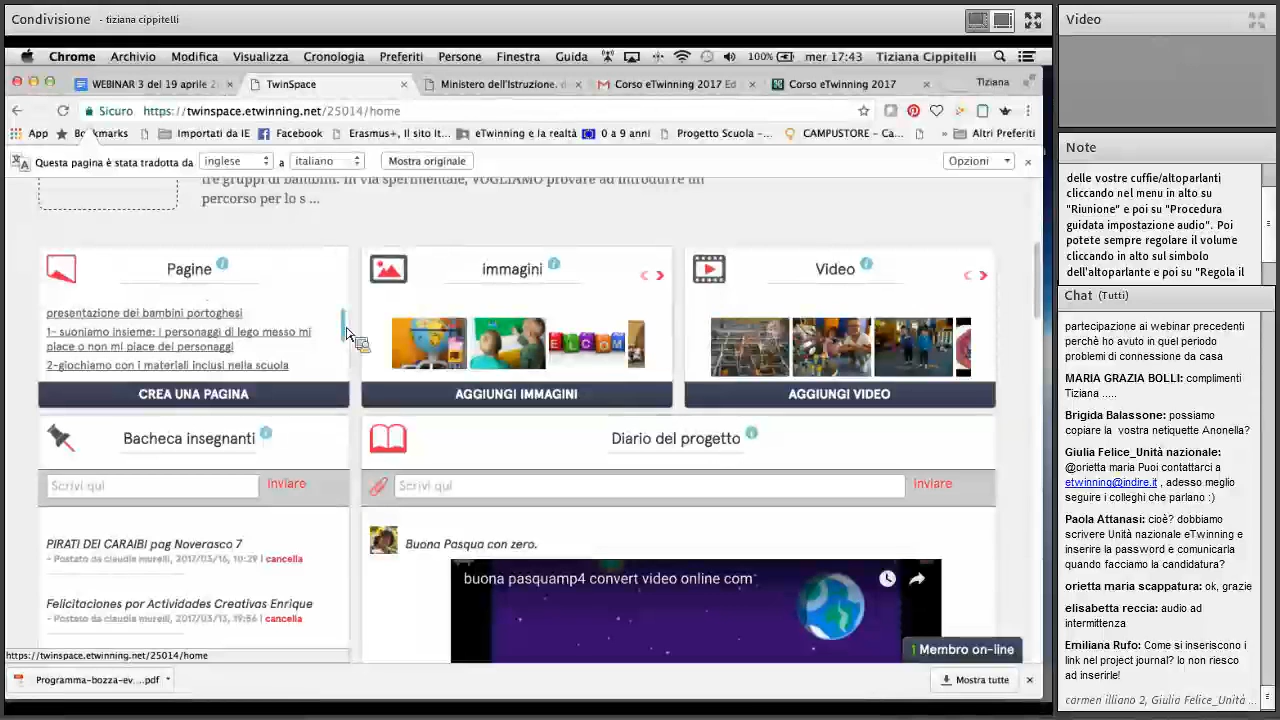 Condivisione - tiziana cippitelli
Chrome Archivio Modifica Visualizza Cronologia Preferiti Persone Finestra Guida 100% mer 17:43 Tiziana Cippitelli
WEBINAR 3 del 19 aprile 2 × TwinSpace × Ministero dell'Istruzione, d × Corso eTwinning 2017 Ed × Corso eTwinning 2017 × Tiziana
Sicuro https://twinspace.etwinning.net/25014/home
App Bookmarks Importati da IE Facebook Erasmus+, Il sito It... eTwinning e la realtà 0 a 9 anni Progetto Scuola -... CAMPUSTORE - Ca... » Altri Preferiti
Questa pagina è stata tradotta da inglese a italiano Mostra originale Opzioni ×
tre gruppi di bambini. In via sperimentale, VOGLIAMO provare ad introdurre un
percorso per lo s ...
Pagine
presentazione dei bambini portoghesi
1- suoniamo insieme: i personaggi di lego messo mi
piace o non mi piace dei personaggi
2-giochiamo con i materiali inclusi nella scuola
CREA UNA PAGINA
immagini
ELCOM
AGGIUNGI IMMAGINI
Video
AGGIUNGI VIDEO
Bacheca insegnanti
Scrivi qui Inviare
PIRATI DEI CARAIBI pag Noverasco 7
- Postato da claudia murelli, 2017/03/16, 10:29 | cancella
Felicitaciones por Actividades Creativas Enrique
- Postato da claudia murelli, 2017/03/13, 19:56 | cancella
Diario del progetto
Scrivi qui Inviare
Buona Pasqua con zero.
buona pasquamp4 convert video online com
1 Membro on-line
https://twinspace.etwinning.net/25014/home
Programma-bozza-ev....pdf Mostra tutte ×
Video
Note
delle vostre cuffie/altoparlanti
cliccando nel menu in alto su
"Riunione" e poi su "Procedura
guidata impostazione audio". Poi
potete sempre regolare il volume
cliccando in alto sul simbolo
dell'altoparlante e poi su "Regola il
Chat (Tutti)
partecipazione ai webinar precedenti
perchè ho avuto in quel periodo
problemi di connessione da casa
MARIA GRAZIA BOLLI: complimenti
Tiziana .....
Brigida Balassone: possiamo
copiare la vostra netiquette Anonella?
Giulia Felice_Unità nazionale:
@orietta maria Puoi contattarci a
etwinning@indire.it , adesso meglio
seguire i colleghi che parlano :)
Paola Attanasi: cioè? dobbiamo
scrivere Unità nazionale eTwinning e
inserire la password e comunicarla
quando facciamo la candidatura?
orietta maria scappatura: ok, grazie
elisabetta reccia: audio ad
intermittenza
Emiliana Rufo: Come si inseriscono i
link nel project journal? Io non riesco
ad inserirle!
carmen illiano 2, Giulia Felice_Unità ...